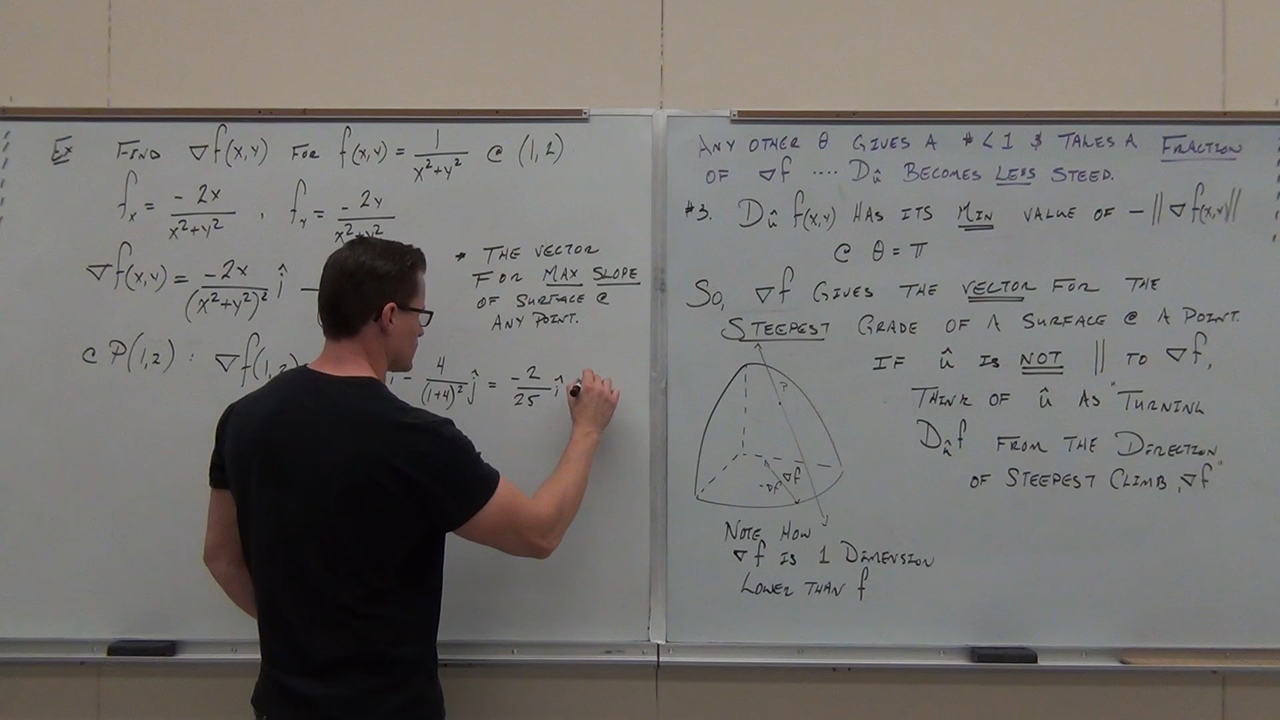 Ex FIND ∇f(x,y) FOR f(x,y) = 1/(x²+y²) @ (1,2)
fx = -2x/(x²+y²) , fy = -2y/(x²+y²)
∇f(x,y) = -2x/(x²+y²)² î –
@ P(1,2) : ∇f(1,2) - 4/(1+4)² ĵ = -2/25 î
* THE VECTOR
FOR MAX SLOPE
OF SURFACE @
ANY POINT.
ANY OTHER θ GIVES A # < 1 & TAKES A FRACTION
OF ∇f .... Dû BECOMES LESS STEED.
#3. Dû f(x,y) HAS ITS MIN VALUE OF -||∇f(x,y)||
@ θ = π
SO, ∇f GIVES THE VECTOR FOR THE
STEEPEST GRADE OF A SURFACE @ A POINT.
IF û IS NOT || TO ∇f,
THINK OF û AS "TURNING
Dûf FROM THE DIRECTION
OF STEEPEST CLIMB, ∇f"
?
-∇f ∇f
NOTE HOW
∇f IS 1 DIMENSION
LOWER THAN f